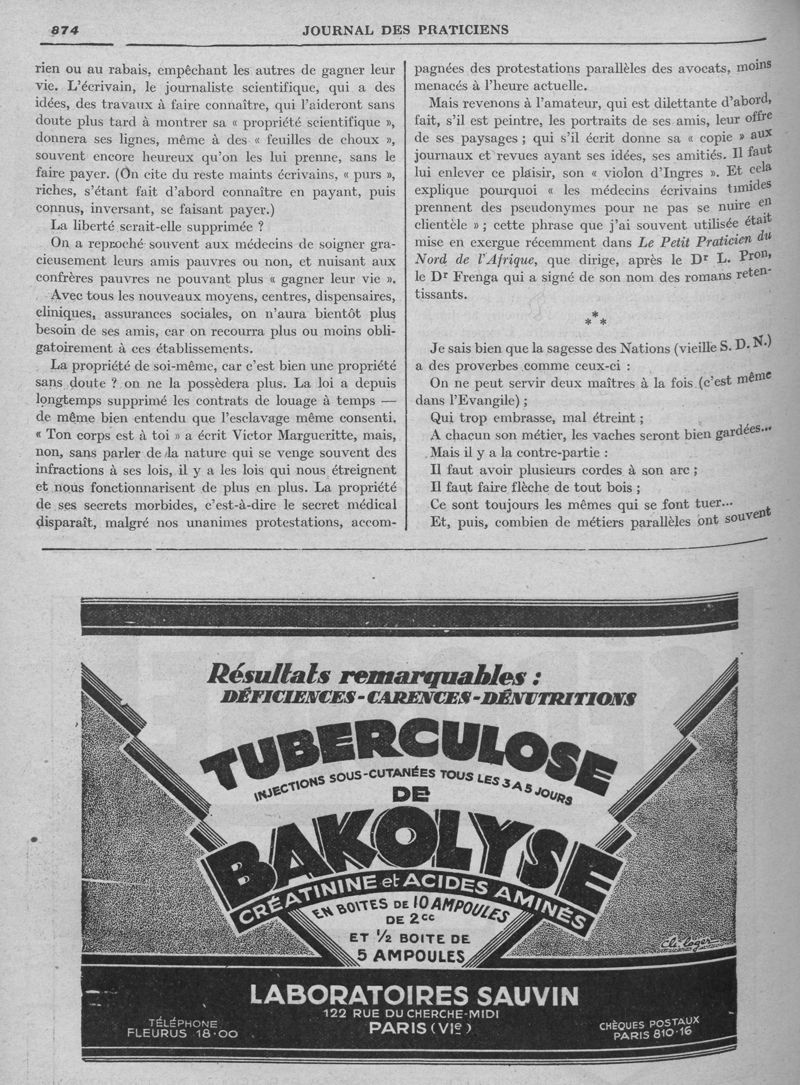 874
JOURNAL DES PRATICIENS
rien ou au rabais, empêchant les autres de gagner leur
vie. L'écrivain, le journaliste scientifique, qui a des
idées, des travaux à faire connaître, qui l'aideront sans
doute plus tard à montrer sa « propriété scientifique »,
donnera ses lignes, même à des « feuilles de choux »,
souvent encore heureux qu'on les lui prenne, sans le
faire payer. (On cite du reste maints écrivains, « purs »,
riches, s'étant fait d'abord connaître en payant, puis
connus, inversant, se faisant payer.)
La liberté serait-elle supprimée ?
On a reproché souvent aux médecins de soigner gra-
cieusement leurs amis pauvres ou non, et nuisant aux
confrères pauvres ne pouvant plus « gagner leur vie ».
Avec tous les nouveaux moyens, centres, dispensaires,
cliniques, assurances sociales, on n'aura bientôt plus
besoin de ses amis, car on recourra plus ou moins obli-
gatoirement à ces établissements.
La propriété de soi-même, car c'est bien une propriété
sans doute ? on ne la possèdera plus. La loi a depuis
longtemps supprimé les contrats de louage à temps —
de même bien entendu que l'esclavage même consenti.
« Ton corps est à toi » a écrit Victor Margueritte, mais,
non, sans parler de la nature qui se venge souvent des
infractions à ses lois, il y a les lois qui nous étreignent
et nous fonctionnarisent de plus en plus. La propriété
de ses secrets morbides, c'est-à-dire le secret médical
disparaît, malgré nos unanimes protestations, accom-
pagnées des protestations parallèles des avocats, moins
menacés à l'heure actuelle.
Mais revenons à l'amateur, qui est dilettante d'abord,
fait, s'il est peintre, les portraits de ses amis, leur offre
de ses paysages ; qui s'il écrit donne sa « copie » aux
journaux et revues ayant ses idées, ses amitiés. Il faut
lui enlever ce plaisir, son « violon d'Ingres ». Et cela
explique pourquoi « les médecins écrivains timides
prennent des pseudonymes pour ne pas se nuire en
clientèle » ; cette phrase que j'ai souvent utilisée était
mise en exergue récemment dans Le Petit Praticien du
Nord de l'Afrique, que dirige, après le Dr L. Pron,
le Dr Frenga qui a signé de son nom des romans reten-
tissants.
*
* *
Je sais bien que la sagesse des Nations (vieille S. D. N.)
a des proverbes comme ceux-ci :
On ne peut servir deux maîtres à la fois (c'est même
dans l'Evangile) ;
Qui trop embrasse, mal étreint ;
A chacun son métier, les vaches seront bien gardées...
Mais il y a la contre-partie :
Il faut avoir plusieurs cordes à son arc ;
Il faut faire flèche de tout bois ;
Ce sont toujours les mêmes qui se font tuer...
Et, puis, combien de métiers parallèles ont souvent
Résultats remarquables :
DÉFICIENCES - CARENCES - DÉNUTRITIONS
TUBERCULOSE
INJECTIONS SOUS-CUTANÉES TOUS LES 3 A 5 JOURS
DE
BAKOLYSE
CRÉATININE et ACIDES AMINÉS
EN BOITES DE 10 AMPOULES
DE 2cc
ET 1/2 BOITE DE
5 AMPOULES
Ch. Loger
LABORATOIRES SAUVIN
122 RUE DU CHERCHE-MIDI
PARIS (VIe)
TÉLÉPHONE
FLEURUS 18·00
CHÈQUES POSTAUX
PARIS 810·16